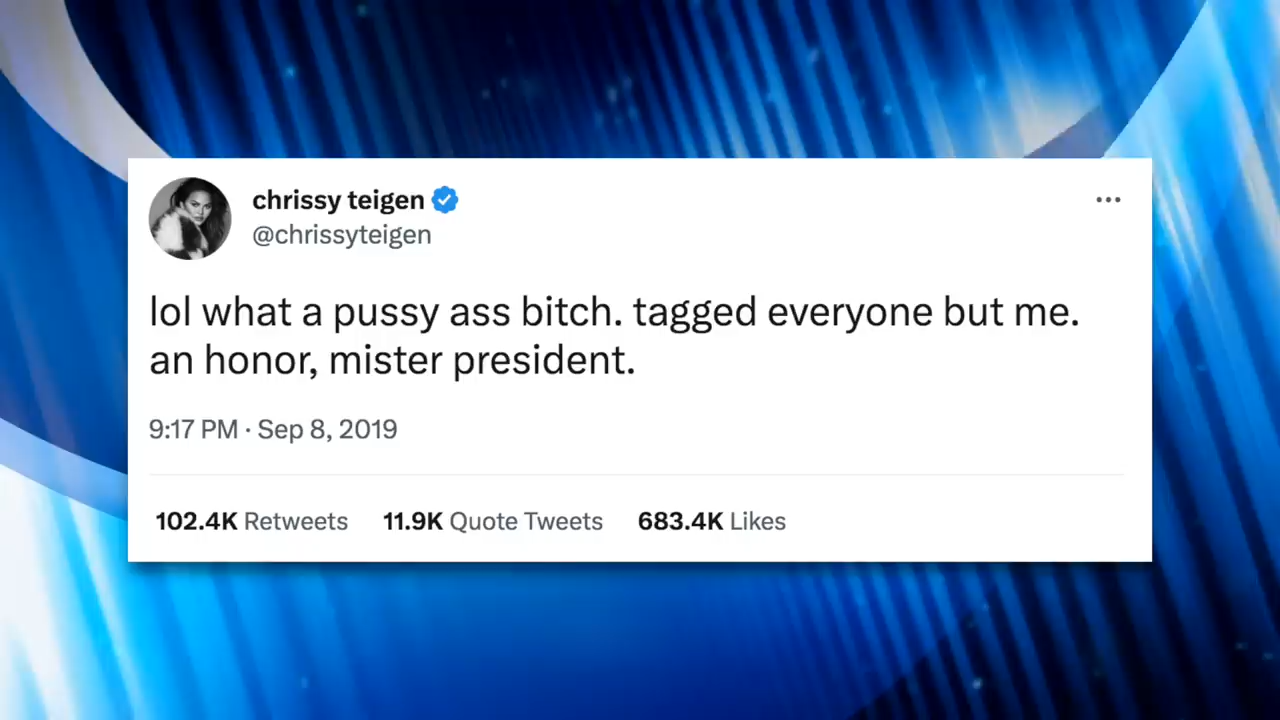 chrissy teigen
@chrissyteigen
lol what a pussy ass bitch. tagged everyone but me.
an honor, mister president.
9:17 PM · Sep 8, 2019
102.4K Retweets 11.9K Quote Tweets 683.4K Likes